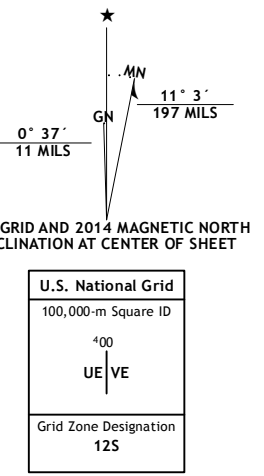 ★
MN
GN
11° 3´
197 MILS
0° 37´
11 MILS
GRID AND 2014 MAGNETIC NORTH
CLINATION AT CENTER OF SHEET
U.S. National Grid
100,000-m Square ID
⁴00
UE VE
Grid Zone Designation
12S